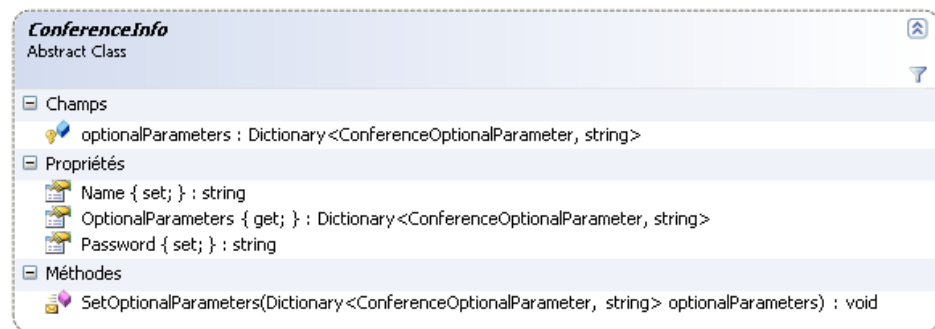 ConferenceInfo
Abstract Class
Champs
optionalParameters : Dictionary<ConferenceOptionalParameter, string>
Propriétés
Name { set; } : string
OptionalParameters { get; } : Dictionary<ConferenceOptionalParameter, string>
Password { set; } : string
Méthodes
SetOptionalParameters(Dictionary<ConferenceOptionalParameter, string> optionalParameters) : void